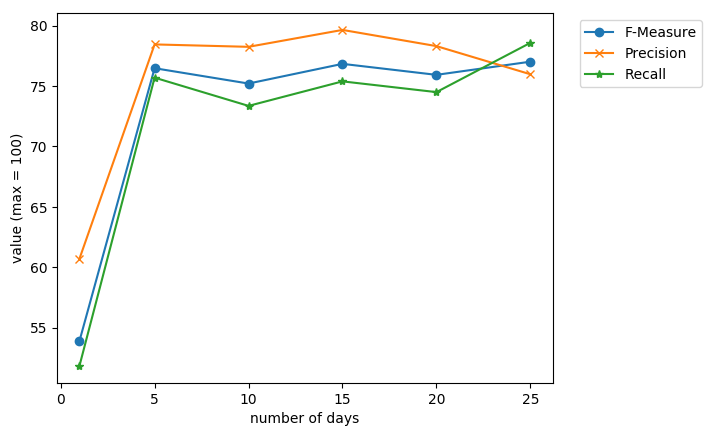 80
75
70
65
60
55
value (max = 100)
0 5 10 15 20 25
number of days
F-Measure
Precision
Recall